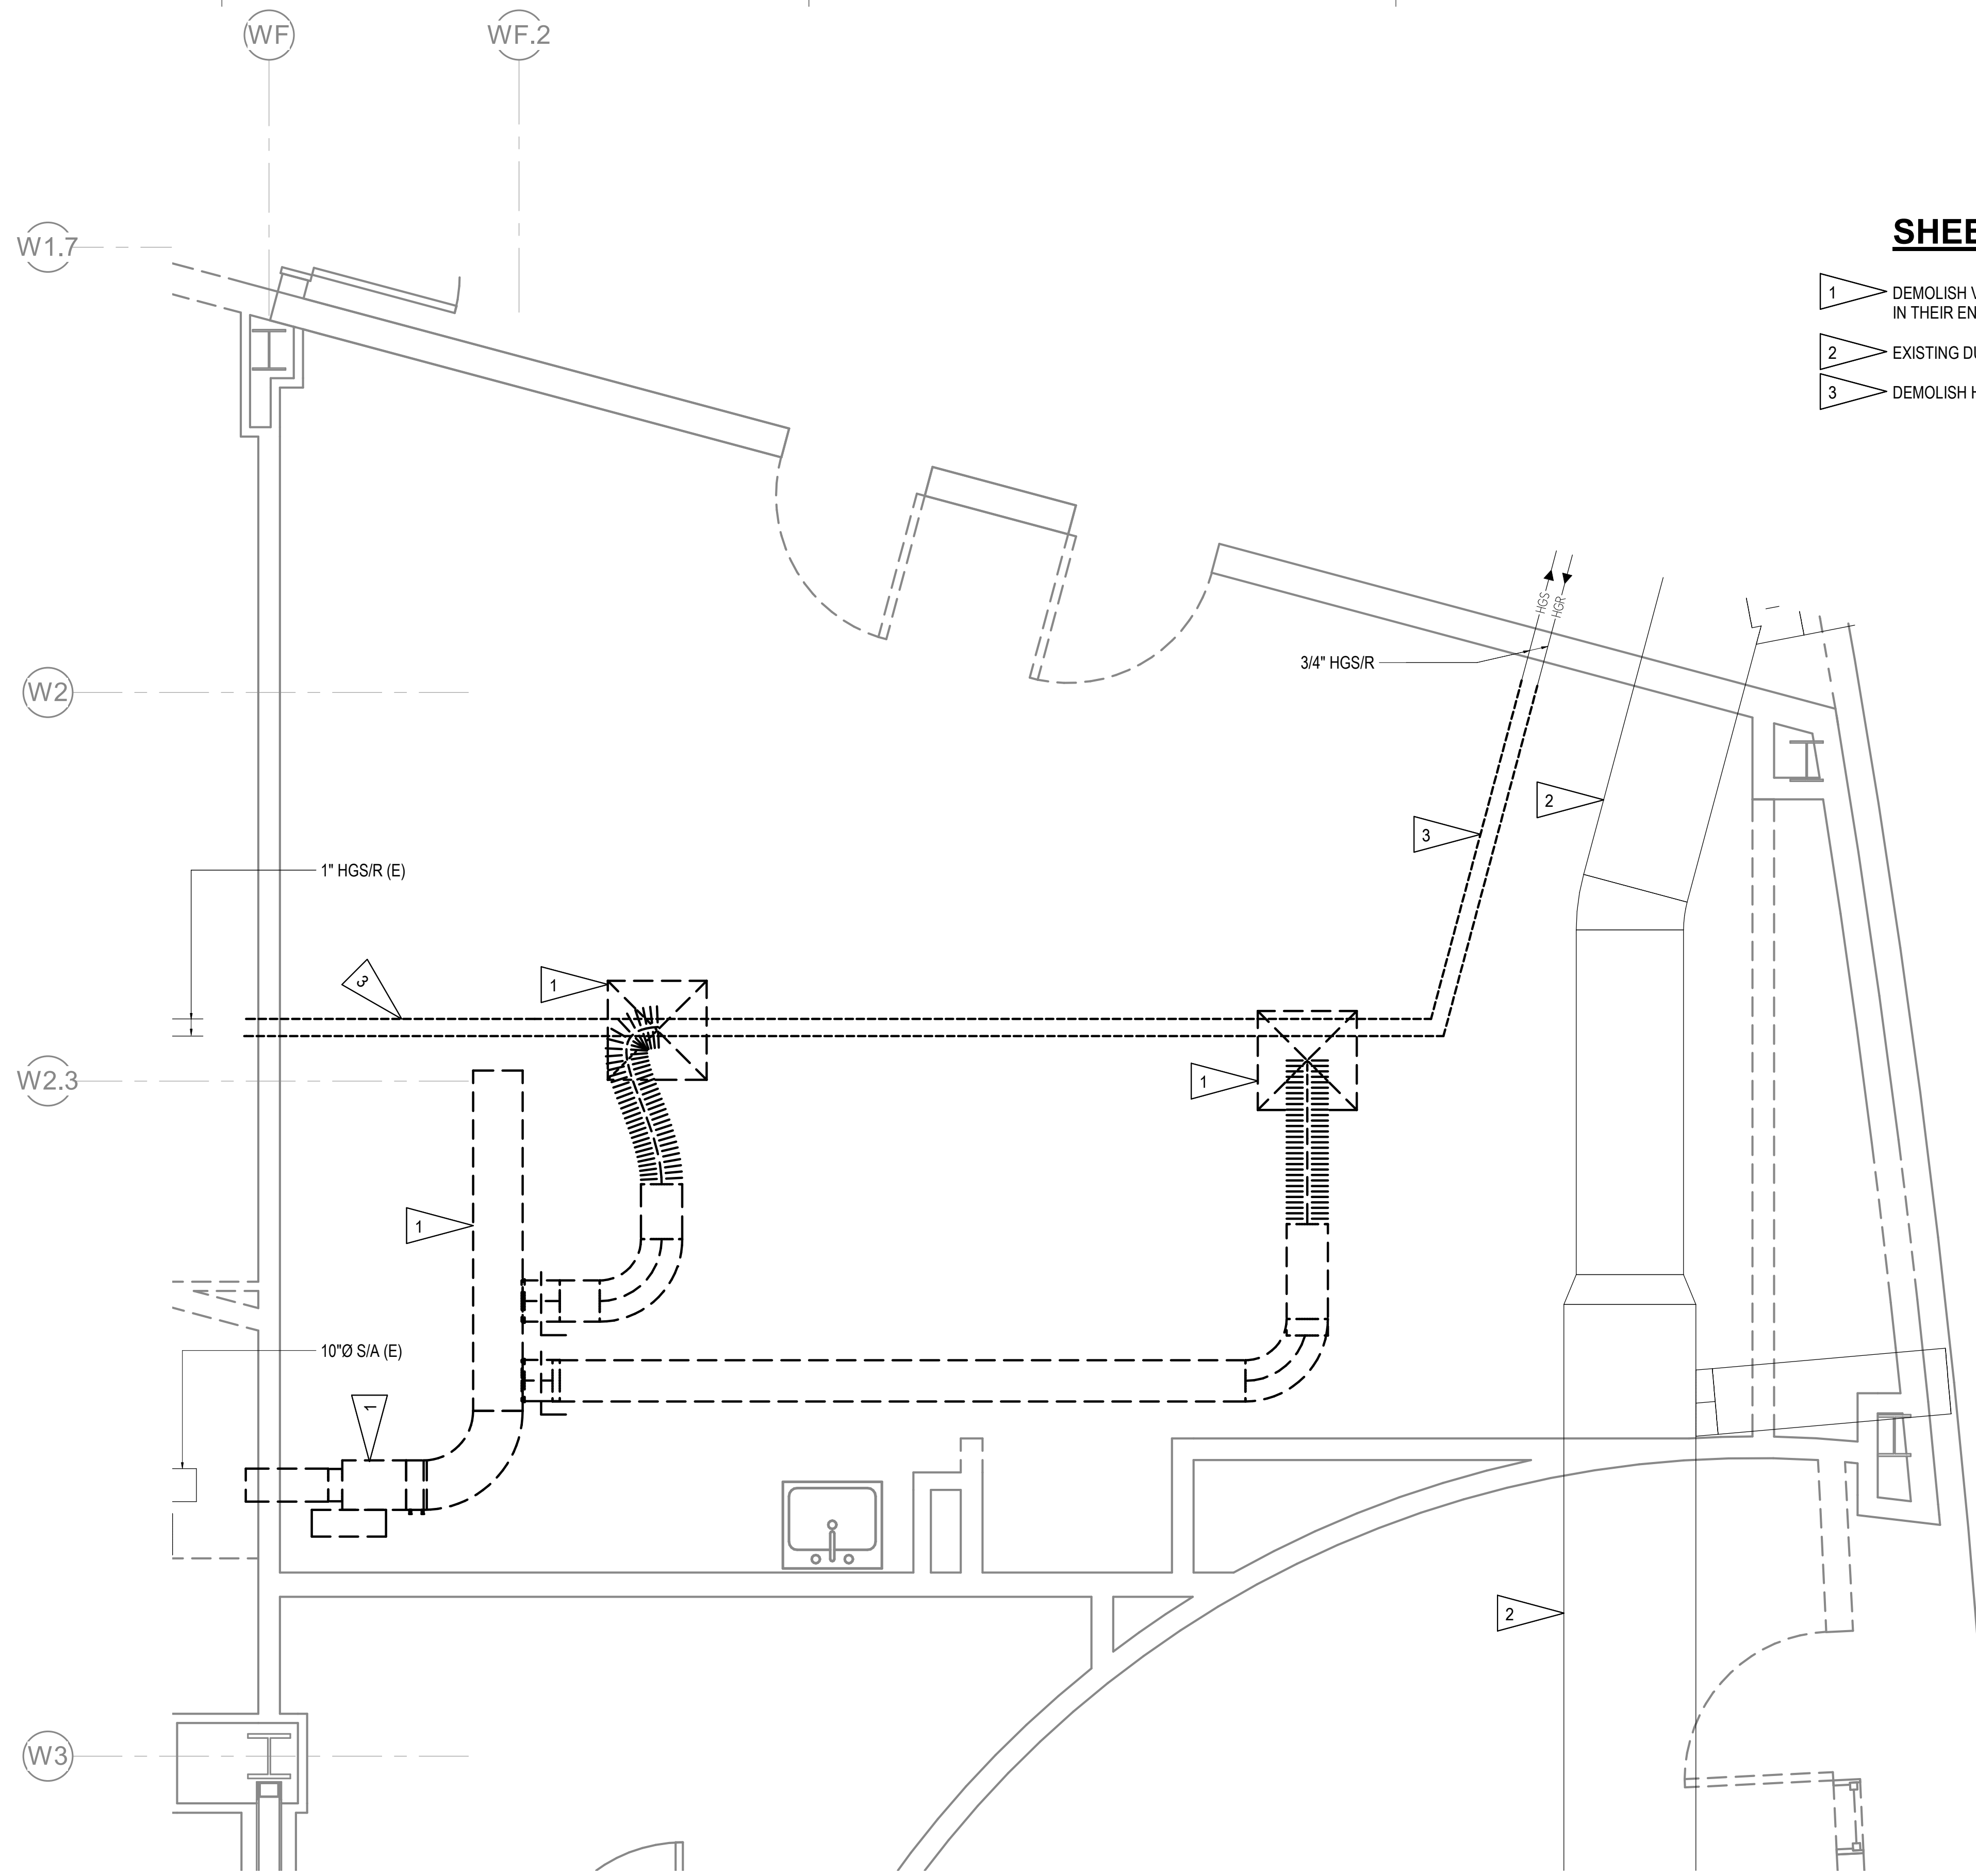 WF
WF.2
W1.7
SHEE
1
DEMOLISH V
IN THEIR EN
2
EXISTING DU
3
DEMOLISH H
HGS
HGR
3/4" HGS/R
W2
2
3
1" HGS/R (E)
3
1
W2.3
1
1
10"Ø S/A (E)
1
2
W3